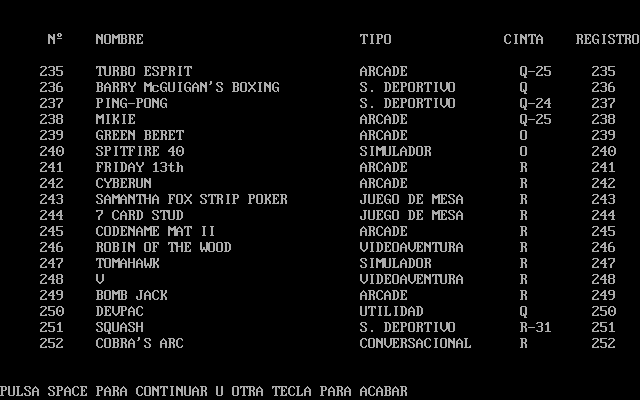 Nº NOMBRE TIPO CINTA REGISTRO
235 TURBO ESPRIT ARCADE Q-25 235
236 BARRY McGUIGAN'S BOXING S. DEPORTIVO Q 236
237 PING-PONG S. DEPORTIVO Q-24 237
238 MIKIE ARCADE Q-25 238
239 GREEN BERET ARCADE O 239
240 SPITFIRE 40 SIMULADOR O 240
241 FRIDAY 13th ARCADE R 241
242 CYBERUN ARCADE R 242
243 SAMANTHA FOX STRIP POKER JUEGO DE MESA R 243
244 7 CARD STUD JUEGO DE MESA R 244
245 CODENAME MAT II ARCADE R 245
246 ROBIN OF THE WOOD VIDEOAVENTURA R 246
247 TOMAHAWK SIMULADOR R 247
248 V VIDEOAVENTURA R 248
249 BOMB JACK ARCADE R 249
250 DEVPAC UTILIDAD Q 250
251 SQUASH S. DEPORTIVO R-31 251
252 COBRA'S ARC CONVERSACIONAL R 252
PULSA SPACE PARA CONTINUAR U OTRA TECLA PARA ACABAR